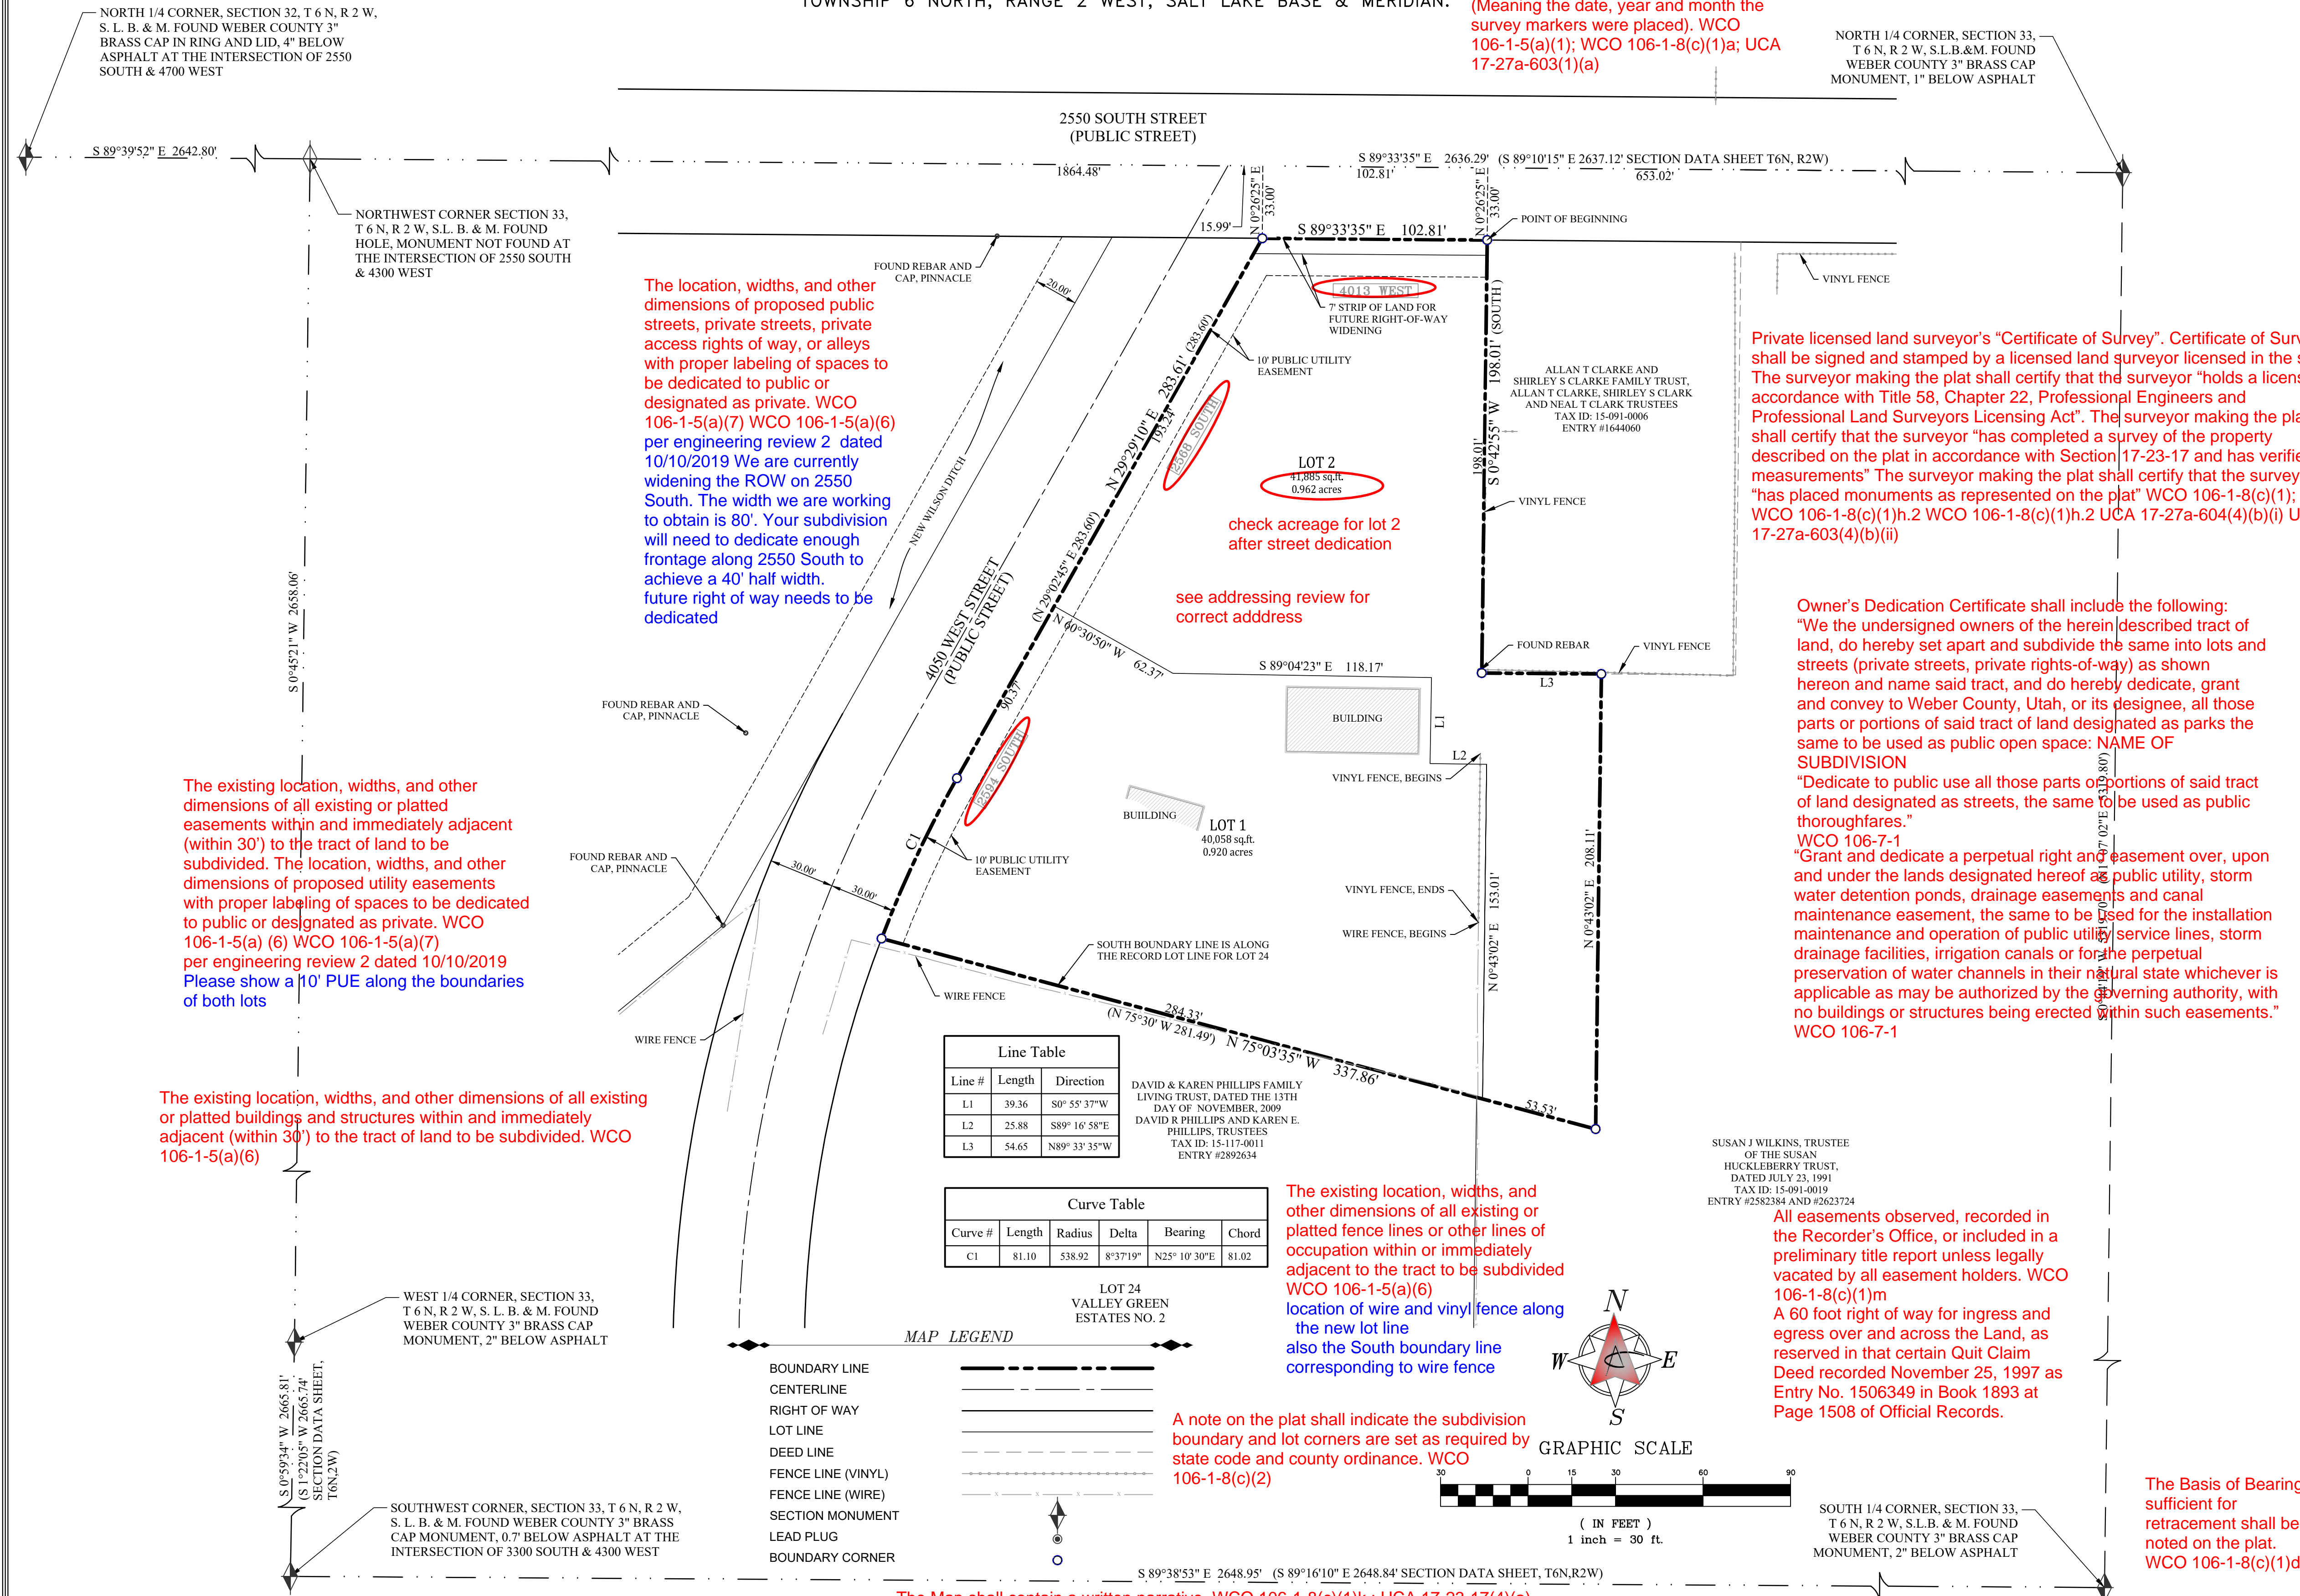 TOWNSHIP 6 NORTH, RANGE 2 WEST, SALT LAKE BASE & MERIDIAN.
(Meaning the date, year and month the
survey markers were placed). WCO
106-1-5(a)(1); WCO 106-1-8(c)(1)a; UCA
17-27a-603(1)(a)
NORTH 1/4 CORNER, SECTION 32, T 6 N, R 2 W,
S. L. B. & M. FOUND WEBER COUNTY 3"
BRASS CAP IN RING AND LID, 4" BELOW
ASPHALT AT THE INTERSECTION OF 2550
SOUTH & 4700 WEST
NORTH 1/4 CORNER, SECTION 33,
T 6 N, R 2 W, S.L.B.&M. FOUND
WEBER COUNTY 3" BRASS CAP
MONUMENT, 1" BELOW ASPHALT
2550 SOUTH STREET
(PUBLIC STREET)
S 89°39'52" E 2642.80'
S 89°33'35" E 2636.29' (S 89°10'15" E 2637.12' SECTION DATA SHEET T6N, R2W)
1864.48'
102.81'
653.02'
N 0°26'25" E
33.00'
N 0°26'25" E
33.00'
15.99'
S 89°33'35" E 102.81'
POINT OF BEGINNING
NORTHWEST CORNER SECTION 33,
T 6 N, R 2 W, S.L. B. & M. FOUND
HOLE, MONUMENT NOT FOUND AT
THE INTERSECTION OF 2550 SOUTH
& 4300 WEST
FOUND REBAR AND
CAP, PINNACLE
20.00'
4013 WEST
7' STRIP OF LAND FOR
FUTURE RIGHT-OF-WAY
WIDENING
VINYL FENCE
The location, widths, and other
dimensions of proposed public
streets, private streets, private
access rights of way, or alleys
with proper labeling of spaces to
be dedicated to public or
designated as private. WCO
106-1-5(a)(7) WCO 106-1-5(a)(6)
per engineering review 2 dated
10/10/2019 We are currently
widening the ROW on 2550
South. The width we are working
to obtain is 80'. Your subdivision
will need to dedicate enough
frontage along 2550 South to
achieve a 40' half width.
future right of way needs to be
dedicated
10' PUBLIC UTILITY
EASEMENT
N 29°29'10" E 283.61' (283.60')
193.24'
(N 29°02'45" E 283.60')
2568 SOUTH
NEW WILSON DITCH
4050 WEST STREET
(PUBLIC STREET)
LOT 2
41,885 sq.ft.
0.962 acres
check acreage for lot 2
after street dedication
see addressing review for
correct adddress
S 0°42'55" W 198.01' (SOUTH )
198.01'
ALLAN T CLARKE AND
SHIRLEY S CLARKE FAMILY TRUST,
ALLAN T CLARKE, SHIRLEY S CLARK
AND NEAL T CLARK TRUSTEES
TAX ID: 15-091-0006
ENTRY #1644060
VINYL FENCE
Private licensed land surveyor's “Certificate of Survey”. Certificate of Surv
shall be signed and stamped by a licensed land surveyor licensed in the s
The surveyor making the plat shall certify that the surveyor “holds a licens
accordance with Title 58, Chapter 22, Professional Engineers and
Professional Land Surveyors Licensing Act”. The surveyor making the pla
shall certify that the surveyor “has completed a survey of the property
described on the plat in accordance with Section 17-23-17 and has verifie
measurements” The surveyor making the plat shall certify that the survey
“has placed monuments as represented on the plat” WCO 106-1-8(c)(1);
WCO 106-1-8(c)(1)h.2 WCO 106-1-8(c)(1)h.2 UCA 17-27a-604(4)(b)(i) U
17-27a-603(4)(b)(ii)
Owner's Dedication Certificate shall include the following:
“We the undersigned owners of the herein described tract of
land, do hereby set apart and subdivide the same into lots and
streets (private streets, private rights-of-way) as shown
hereon and name said tract, and do hereby dedicate, grant
and convey to Weber County, Utah, or its designee, all those
parts or portions of said tract of land designated as parks the
same to be used as public open space: NAME OF
SUBDIVISION
“Dedicate to public use all those parts or portions of said tract
of land designated as streets, the same to be used as public
thoroughfares.”
WCO 106-7-1
“Grant and dedicate a perpetual right and easement over, upon
and under the lands designated hereof as public utility, storm
water detention ponds, drainage easements and canal
maintenance easement, the same to be used for the installation
maintenance and operation of public utility service lines, storm
drainage facilities, irrigation canals or for the perpetual
preservation of water channels in their natural state whichever is
applicable as may be authorized by the governing authority, with
no buildings or structures being erected within such easements.”
WCO 106-7-1
S 0°45'21" W 2658.06'
N 60°30'50" W 62.37'
S 89°04'23" E 118.17'
FOUND REBAR
VINYL FENCE
L3
L1
BUILDING
L2
FOUND REBAR AND
CAP, PINNACLE
90.37'
2594 SOUTH
VINYL FENCE, BEGINS
BUIILDING
LOT 1
40,058 sq.ft.
0.920 acres
C1
10' PUBLIC UTILITY
EASEMENT
FOUND REBAR AND
CAP, PINNACLE
30.00'
30.00'
The existing location, widths, and other
dimensions of all existing or platted
easements within and immediately adjacent
(within 30') to the tract of land to be
subdivided. The location, widths, and other
dimensions of proposed utility easements
with proper labeling of spaces to be dedicated
to public or designated as private. WCO
106-1-5(a) (6) WCO 106-1-5(a)(7)
per engineering review 2 dated 10/10/2019
Please show a 10' PUE along the boundaries
of both lots
VINYL FENCE, ENDS
WIRE FENCE, BEGINS
N 0°43'02" E 153.01'
N 0°43'02" E 208.11'
SOUTH BOUNDARY LINE IS ALONG
THE RECORD LOT LINE FOR LOT 24
WIRE FENCE
WIRE FENCE
284.33'
(N 75°30' W 281.49')
N 75°03'35" W 337.86'
53.53'
The existing location, widths, and other dimensions of all existing
or platted buildings and structures within and immediately
adjacent (within 30') to the tract of land to be subdivided. WCO
106-1-5(a)(6)
Line Table
Line # Length Direction
L1 39.36 S0° 55' 37"W
L2 25.88 S89° 16' 58"E
L3 54.65 N89° 33' 35"W
DAVID & KAREN PHILLIPS FAMILY
LIVING TRUST, DATED THE 13TH
DAY OF NOVEMBER, 2009
DAVID R PHILLIPS AND KAREN E.
PHILLIPS, TRUSTEES
TAX ID: 15-117-0011
ENTRY #2892634
SUSAN J WILKINS, TRUSTEE
OF THE SUSAN
HUCKLEBERRY TRUST,
DATED JULY 23, 1991
TAX ID: 15-091-0019
ENTRY #2582384 AND #2623724
Curve Table
Curve # Length Radius Delta Bearing Chord
C1 81.10 538.92 8°37'19" N25° 10' 30"E 81.02
The existing location, widths, and
other dimensions of all existing or
platted fence lines or other lines of
occupation within or immediately
adjacent to the tract to be subdivided
WCO 106-1-5(a)(6)
location of wire and vinyl fence along
the new lot line
also the South boundary line
corresponding to wire fence
All easements observed, recorded in
the Recorder's Office, or included in a
preliminary title report unless legally
vacated by all easement holders. WCO
106-1-8(c)(1)m
A 60 foot right of way for ingress and
egress over and across the Land, as
reserved in that certain Quit Claim
Deed recorded November 25, 1997 as
Entry No. 1506349 in Book 1893 at
Page 1508 of Official Records.
LOT 24
VALLEY GREEN
ESTATES NO. 2
WEST 1/4 CORNER, SECTION 33,
T 6 N, R 2 W, S. L. B. & M. FOUND
WEBER COUNTY 3" BRASS CAP
MONUMENT, 2" BELOW ASPHALT
MAP LEGEND
BOUNDARY LINE
CENTERLINE
RIGHT OF WAY
LOT LINE
DEED LINE
FENCE LINE (VINYL)
FENCE LINE (WIRE)
SECTION MONUMENT
LEAD PLUG
BOUNDARY CORNER
N
W
E
S
A note on the plat shall indicate the subdivision
boundary and lot corners are set as required by
state code and county ordinance. WCO
106-1-8(c)(2)
GRAPHIC SCALE
30 0 15 30 60 90
( IN FEET )
1 inch = 30 ft.
S 0°59'34" W 2665.81'
(S 1°22'05" W 2665.74'
SECTION DATA SHEET,
T6N,2W)
SOUTHWEST CORNER, SECTION 33, T 6 N, R 2 W,
S. L. B. & M. FOUND WEBER COUNTY 3" BRASS
CAP MONUMENT, 0.7' BELOW ASPHALT AT THE
INTERSECTION OF 3300 SOUTH & 4300 WEST
SOUTH 1/4 CORNER, SECTION 33,
T 6 N, R 2 W, S.L.B. & M. FOUND
WEBER COUNTY 3" BRASS CAP
MONUMENT, 2" BELOW ASPHALT
The Basis of Bearing
sufficient for
retracement shall be
noted on the plat.
WCO 106-1-8(c)(1)d
S 89°38'53" E 2648.95' (S 89°16'10" E 2648.84' SECTION DATA SHEET, T6N,R2W)